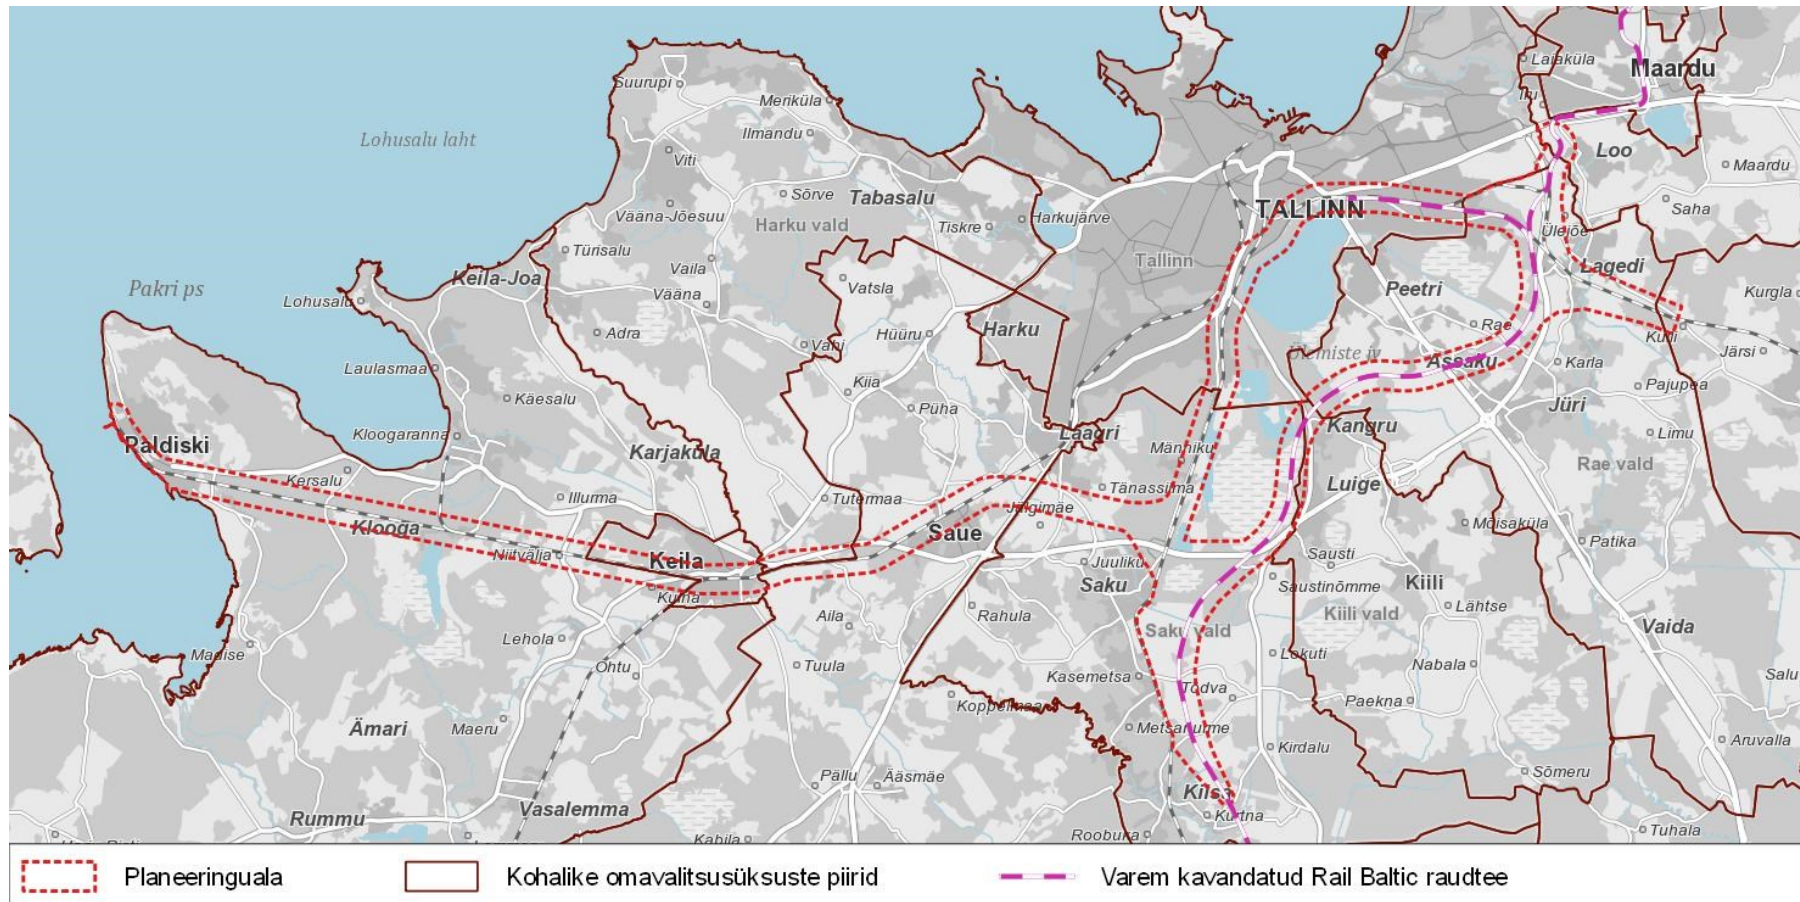 Laiaküla
Maardu
Suurupi
Meriküla
Iru
Ilmandu
Lohusalu laht
Loo
Viti
Maardu
Sõrve
Tabasalu
Saha
TALLINN
Vääna-Jõesuu
Harku vald
Tiskre
Harkujärve
Ülejõe
Türisalu
Tallinn
Vaila
Lagedi
Keila-Joa
Pakri ps
Vatsla
Peetri
Kurgla
Lohusalu
Vääna
Adra
Hüüru
Harku
Rae
Kulli
Vahi
Ülemiste jv
Järsi
Laulasmaa
Assaku
Karla
Kiia
Pajupea
Käesalu
Püha
Jüri
Kangru
Laagri
Limu
Kloogaranna
Paldiski
Männiku
Karjaküla
Rae vald
Kersalu
Luige
Tänassilma
Illurma
Tutermaa
Jälgimäe
Mõisaküla
Klooga
Saue
Patika
Niitvälja
Keila
Sausti
Juuliku
Saku
Saustinõmme
Kiili
Kulna
Lähtse
Aila
Rahula
Kiili vald
Vaida
Saku vald
Lehola
Madise
Lokuti
Tuula
Nabala
Ohtu
Kasemetsa
Salu
Tõdva
Paekna
Koppelmaa
Ämari
Maeru
Metsanurme
Kirdalu
Aruvalla
Sõmeru
Pällu
Ääsmäe
Kiisa
Vasalemma
Rummu
Kurtna
Tuhala
Roobuka
Kabila
Planeeringuala
Kohalike omavalitsusüksuste piirid
Varem kavandatud Rail Baltic raudtee